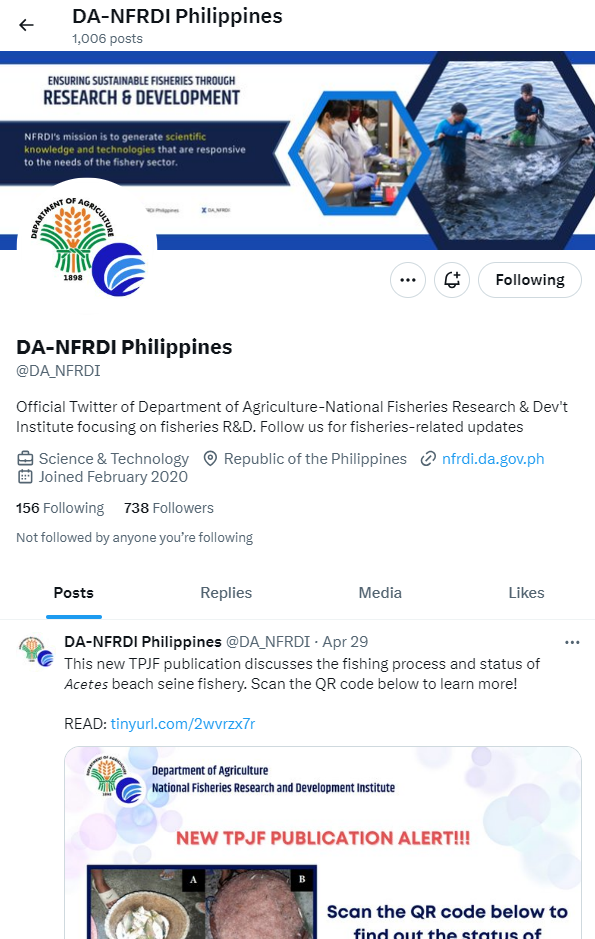 DA-NFRDI Philippines
1,006 posts
ENSURING SUSTAINABLE FISHERIES THROUGH
RESEARCH & DEVELOPMENT
NFRDI's mission is to generate scientific
knowledge and technologies that are responsive
to the needs of the fishery sector.
DA_NFRDI
DEPARTMENT OF AGRICULTURE
1898
Following
DA-NFRDI Philippines
@DA_NFRDI
Official Twitter of Department of Agriculture-National Fisheries Research & Dev't
Institute focusing on fisheries R&D. Follow us for fisheries-related updates
Science & Technology Republic of the Philippines nfrdi.da.gov.ph
Joined February 2020
156 Following 738 Followers
Not followed by anyone you're following
Posts Replies Media Likes
DA-NFRDI Philippines @DA_NFRDI · Apr 29
This new TPJF publication discusses the fishing process and status of
Acetes beach seine fishery. Scan the QR code below to learn more!
READ: tinyurl.com/2wvrzx7r
DEPARTMENT OF AGRICULTURE
1898
Department of Agriculture
National Fisheries Research and Development Institute
NEW TPJF PUBLICATION ALERT!!!
A B
Scan the QR code below to
find out the status of